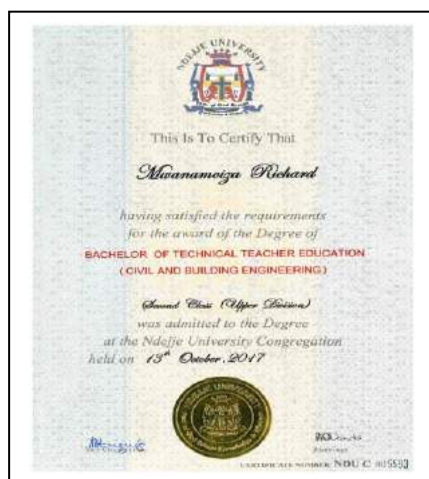 NDEJJE UNIVERSITY
This Is To Certify That
Mwanamoiza Richard
having satisfied the requirements
for the award of the Degree of
BACHELOR OF TECHNICAL TEACHER EDUCATION
( CIVIL AND BUILDING ENGINEERING )
Second Class (Upper Division)
was admitted to the Degree
at the Ndejje University Congregation
held on 13th October, 2017
NDEJJE UNIVERSITY
CERTIFICATE NUMBER NDU C